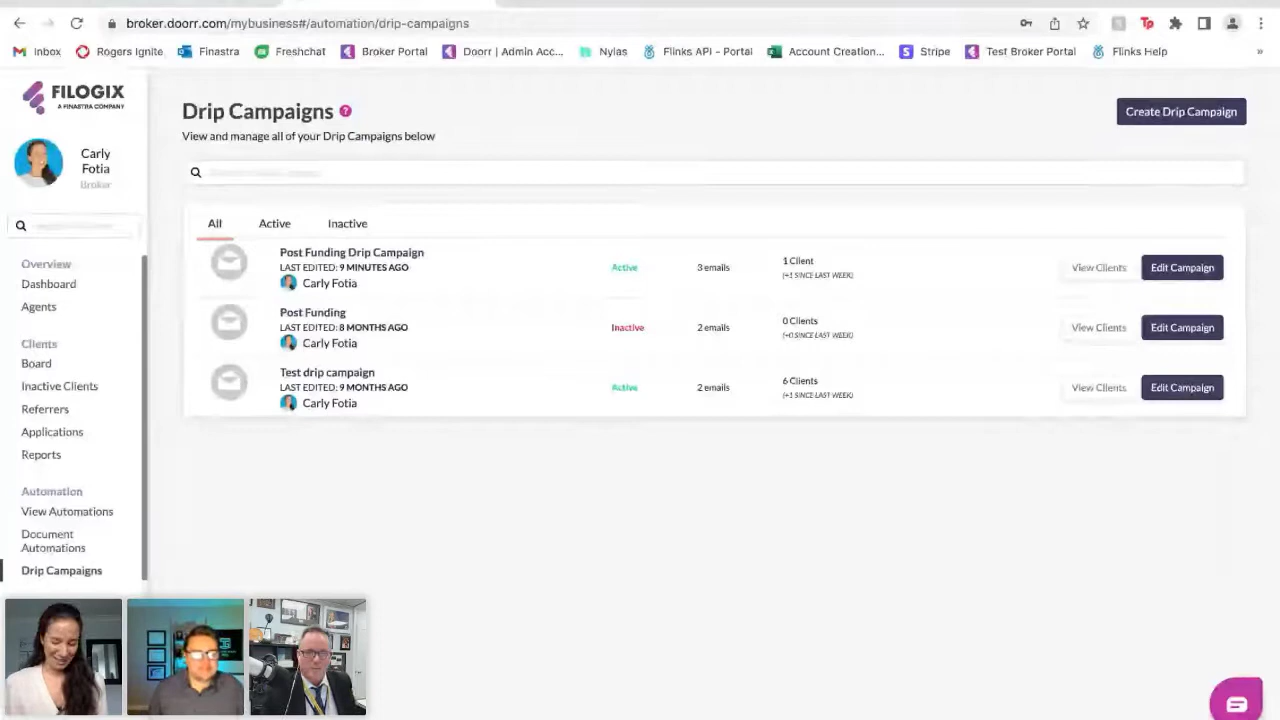 broker.doorr.com/mybusiness#/automation/drip-campaigns
Inbox
Rogers Ignite
Finastra
Freshchat
Broker Portal
Doorr | Admin Acc...
Nylas
Flinks API - Portal
Account Creation...
Stripe
Test Broker Portal
Flinks Help
»
FILOGIX
A FINASTRA COMPANY
Carly
Fotia
Broker
Overview
Dashboard
Agents
Clients
Board
Inactive Clients
Referrers
Applications
Reports
Automation
View Automations
Document
Automations
Drip Campaigns
Drip Campaigns ?
View and manage all of your Drip Campaigns below
Create Drip Campaign
All
Active
Inactive
Post Funding Drip Campaign
LAST EDITED: 9 MINUTES AGO
Carly Fotia
Active
3 emails
1 Client
(+1 SINCE LAST WEEK)
View Clients
Edit Campaign
Post Funding
LAST EDITED: 8 MONTHS AGO
Carly Fotia
Inactive
2 emails
0 Clients
(+0 SINCE LAST WEEK)
View Clients
Edit Campaign
Test drip campaign
LAST EDITED: 9 MONTHS AGO
Carly Fotia
Active
2 emails
6 Clients
(+1 SINCE LAST WEEK)
View Clients
Edit Campaign